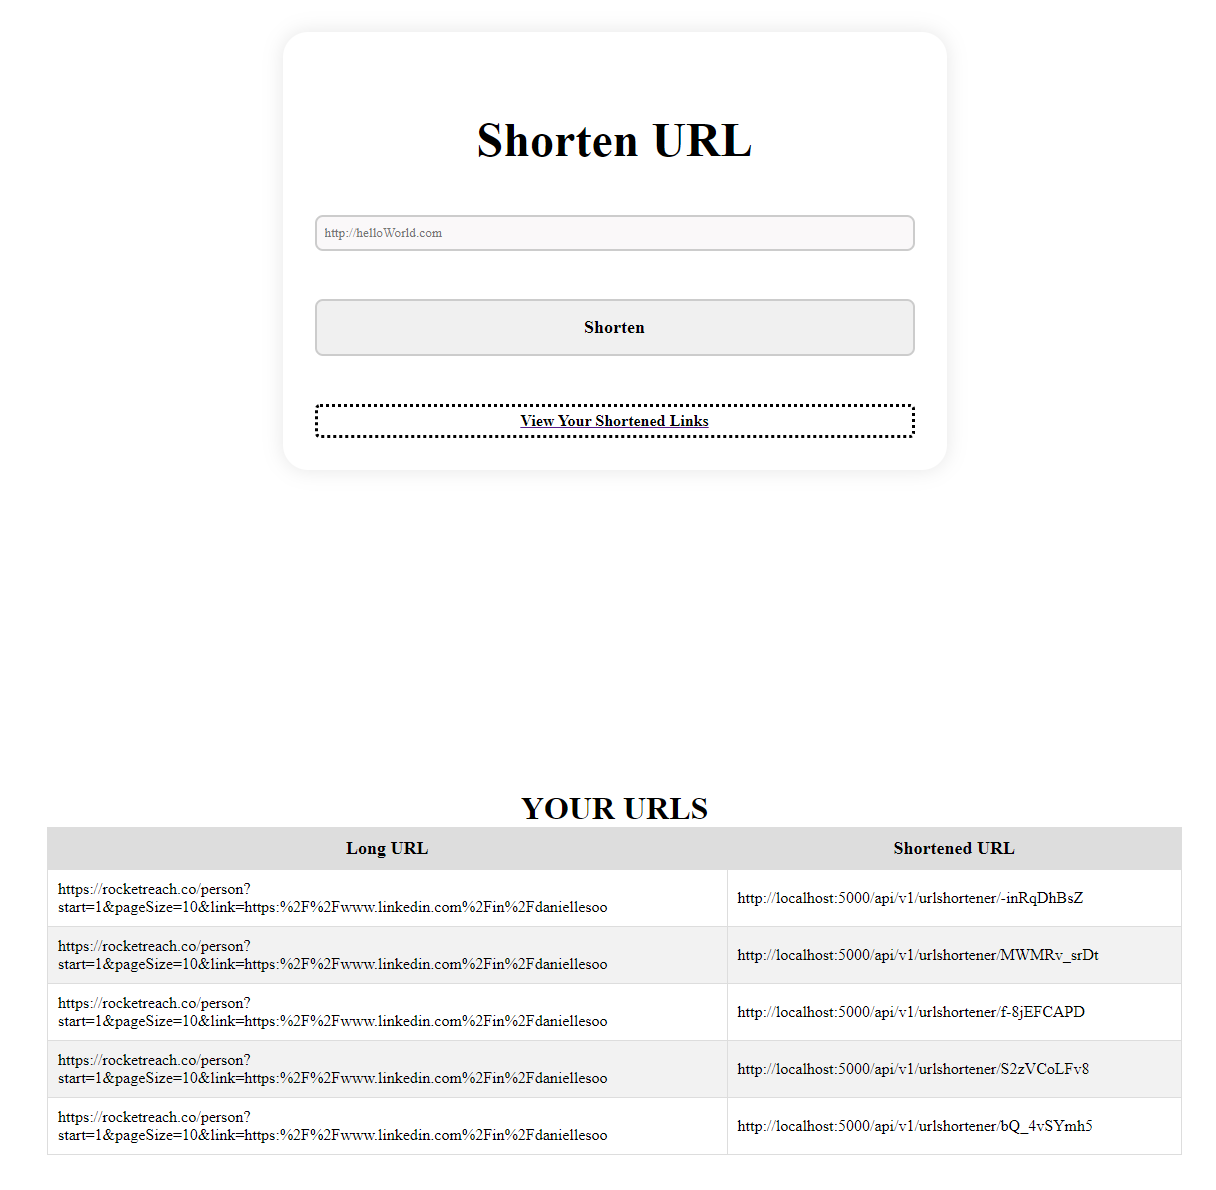 Shorten URL
http://helloWorld.com
Shorten
View Your Shortened Links
YOUR URLS
Long URL Shortened URL
https://rocketreach.co/person?
start=1&pageSize=10&link=https:%2F%2Fwww.linkedin.com%2Fin%2Fdaniellesoo
http://localhost:5000/api/v1/urlshortener/-inRqDhBsZ
https://rocketreach.co/person?
start=1&pageSize=10&link=https:%2F%2Fwww.linkedin.com%2Fin%2Fdaniellesoo
http://localhost:5000/api/v1/urlshortener/MWMRv_srDt
https://rocketreach.co/person?
start=1&pageSize=10&link=https:%2F%2Fwww.linkedin.com%2Fin%2Fdaniellesoo
http://localhost:5000/api/v1/urlshortener/f-8jEFCAPD
https://rocketreach.co/person?
start=1&pageSize=10&link=https:%2F%2Fwww.linkedin.com%2Fin%2Fdaniellesoo
http://localhost:5000/api/v1/urlshortener/S2zVCoLFv8
https://rocketreach.co/person?
start=1&pageSize=10&link=https:%2F%2Fwww.linkedin.com%2Fin%2Fdaniellesoo
http://localhost:5000/api/v1/urlshortener/bQ_4vSYmh5